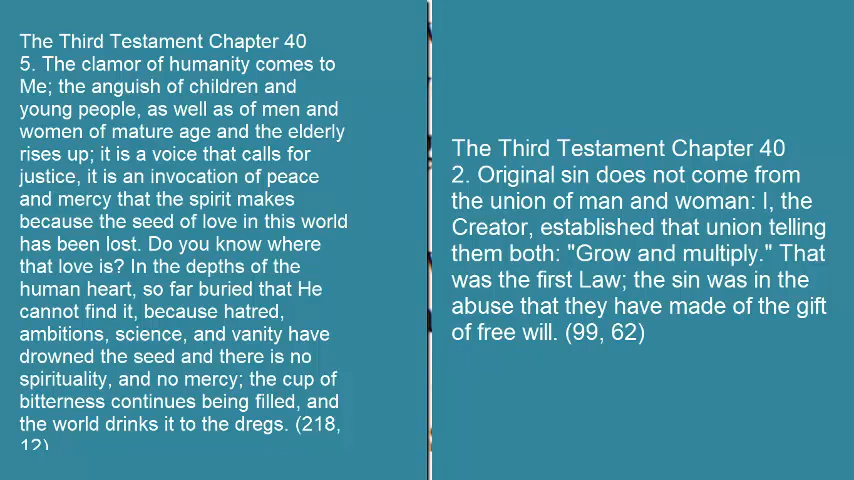 The Third Testament Chapter 40
5. The clamor of humanity comes to
Me; the anguish of children and
young people, as well as of men and
women of mature age and the elderly
rises up; it is a voice that calls for
justice, it is an invocation of peace
and mercy that the spirit makes
because the seed of love in this world
has been lost. Do you know where
that love is? In the depths of the
human heart, so far buried that He
cannot find it, because hatred,
ambitions, science, and vanity have
drowned the seed and there is no
spirituality, and no mercy; the cup of
bitterness continues being filled, and
the world drinks it to the dregs. (218,
12)
The Third Testament Chapter 40
2. Original sin does not come from
the union of man and woman: I, the
Creator, established that union telling
them both: "Grow and multiply." That
was the first Law; the sin was in the
abuse that they have made of the gift
of free will. (99, 62)